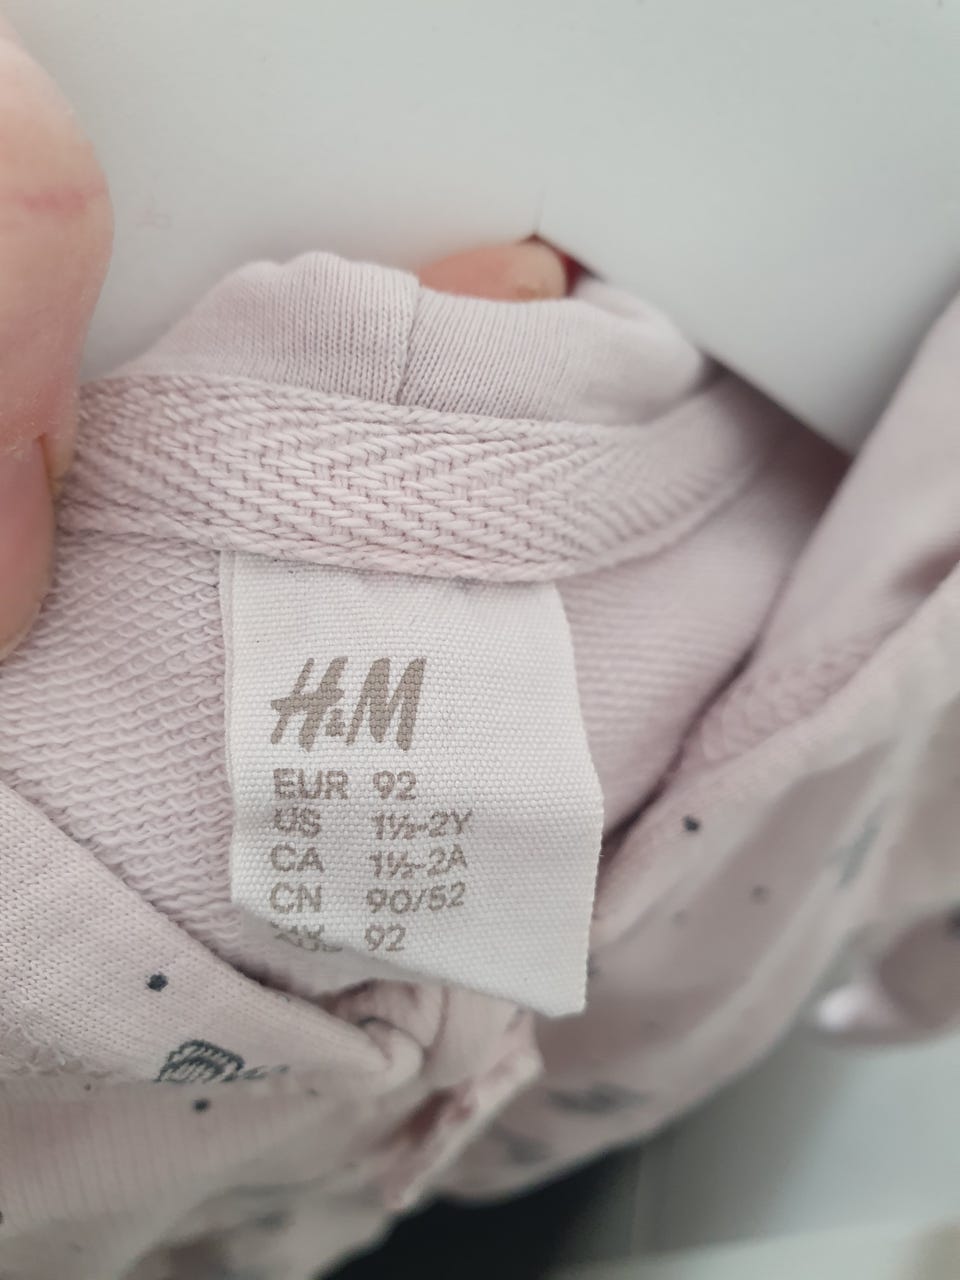 H&M
EUR 92
US 1½-2Y
CA 1½-2A
CN 90/52
92